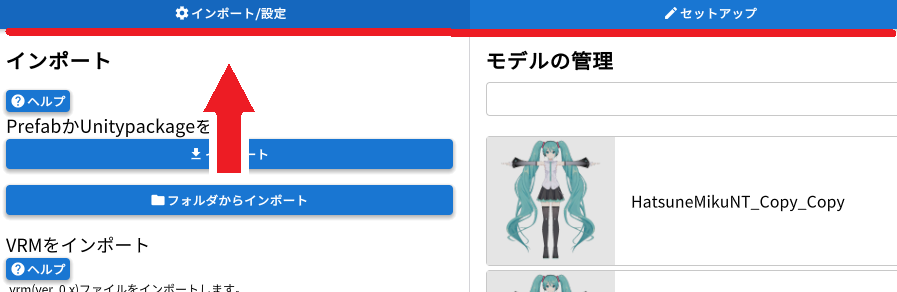 インポート/設定
セットアップ
インポート
モデルの管理
ヘルプ
PrefabかUnitypackageを
ート
フォルダからインポート
HatsuneMikuNT_Copy_Copy
VRMをインポート
ヘルプ
.vrm(ver. 0.x)ファイルをインポートします。